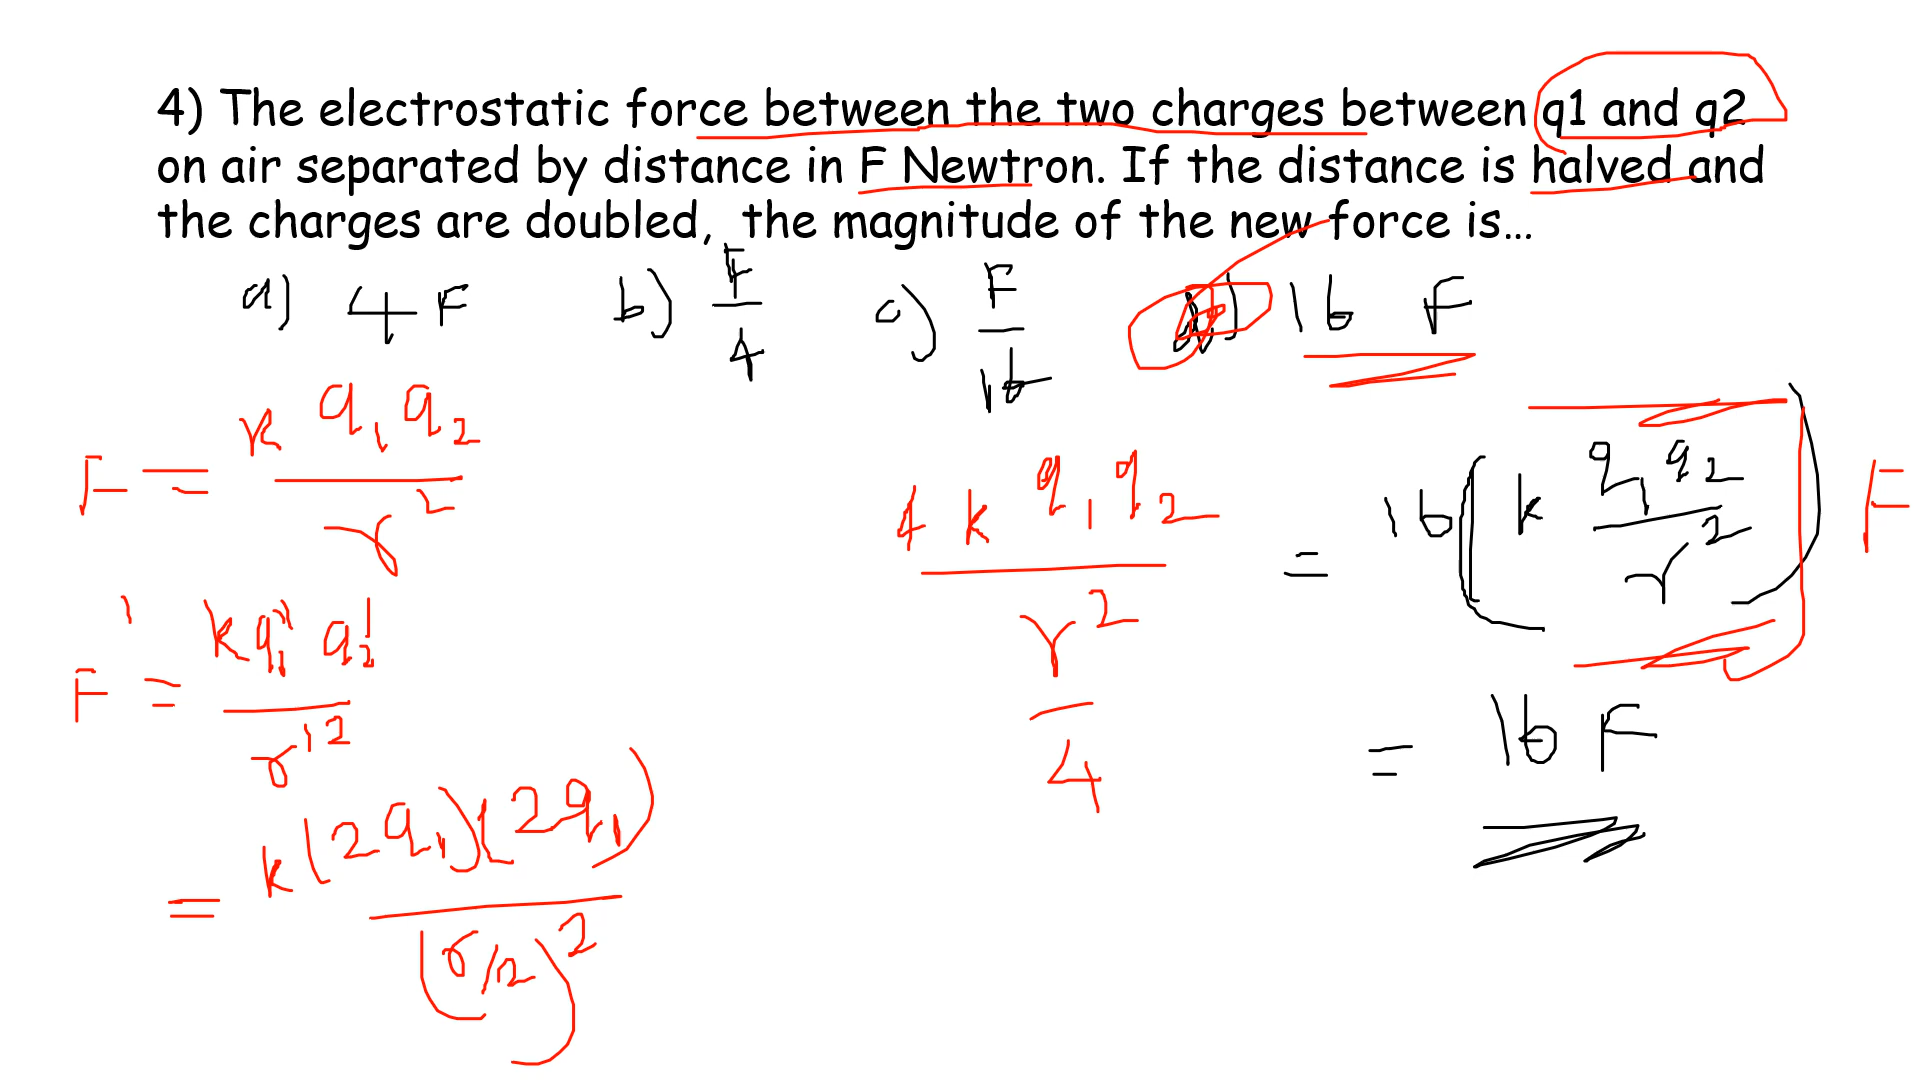 4) The electrostatic force between the two charges between q1 and q2
on air separated by distance in F Newtron. If the distance is halved and
the charges are doubled, the magnitude of the new force is...
a) 4F b) F/4 c) F/16 d) 16 F
F = k q₁ q₂ / r²
F' = k q₁' q₂' / r'²
= k(2q₁)(2q₁) / (r/2)²
4 k q₁ q₂ / r²/4 = 16 (k q₁ q₂ / r²) F
= 16 F